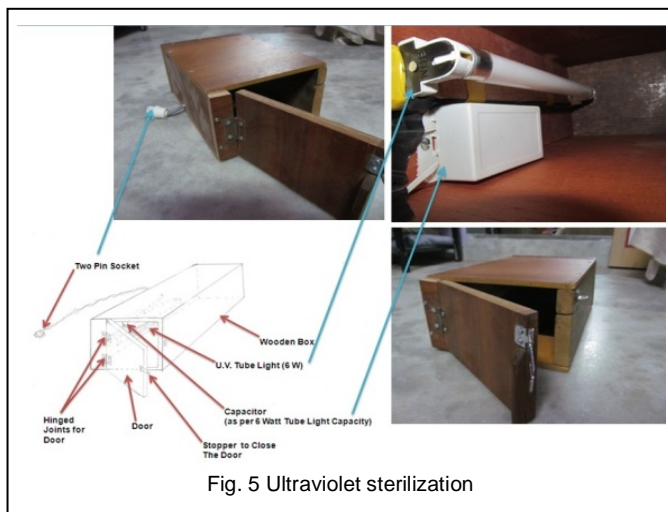 Two Pin Socket
Wooden Box
U.V. Tube Light (6 W)
Capacitor
(as per 6 Watt Tube Light Capacity)
Hinged
Joints for
Door
Door
Stopper to Close
The Door
Fig. 5 Ultraviolet sterilization